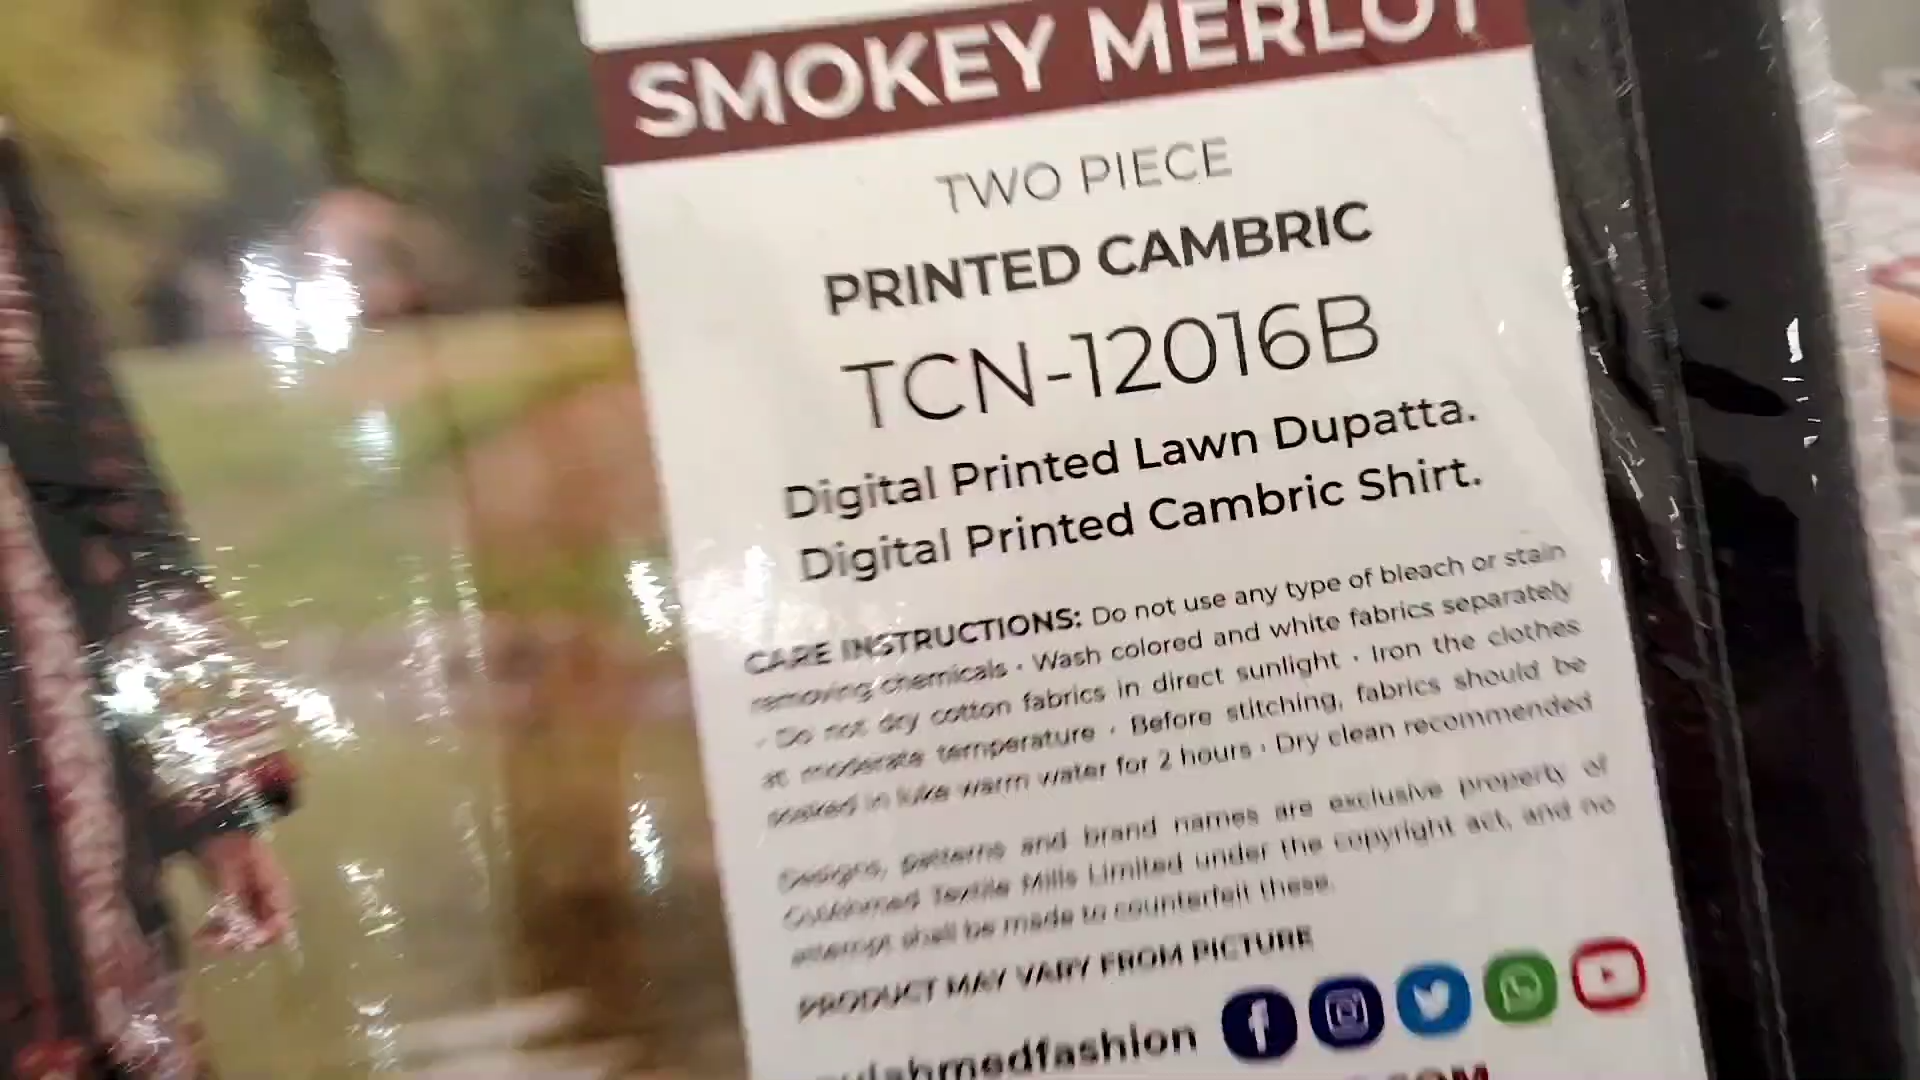 SMOKEY MERLOT
TWO PIECE
PRINTED CAMBRIC
TCN-12016B
Digital Printed Lawn Dupatta.
Digital Printed Cambric Shirt.
CARE INSTRUCTIONS: Do not use any type of bleach or stain
removing chemicals · Wash colored and white fabrics separately
· Do not dry cotton fabrics in direct sunlight · Iron the clothes
at moderate temperature · Before stitching, fabrics should be
soaked in luke warm water for 2 hours · Dry clean recommended
Designs, patterns and brand names are exclusive property of
GulAhmed Textile Mills Limited under the copyright act, and no
attempt shall be made to counterfeit these.
PRODUCT MAY VARY FROM PICTURE
gulahmedfashion
.COM